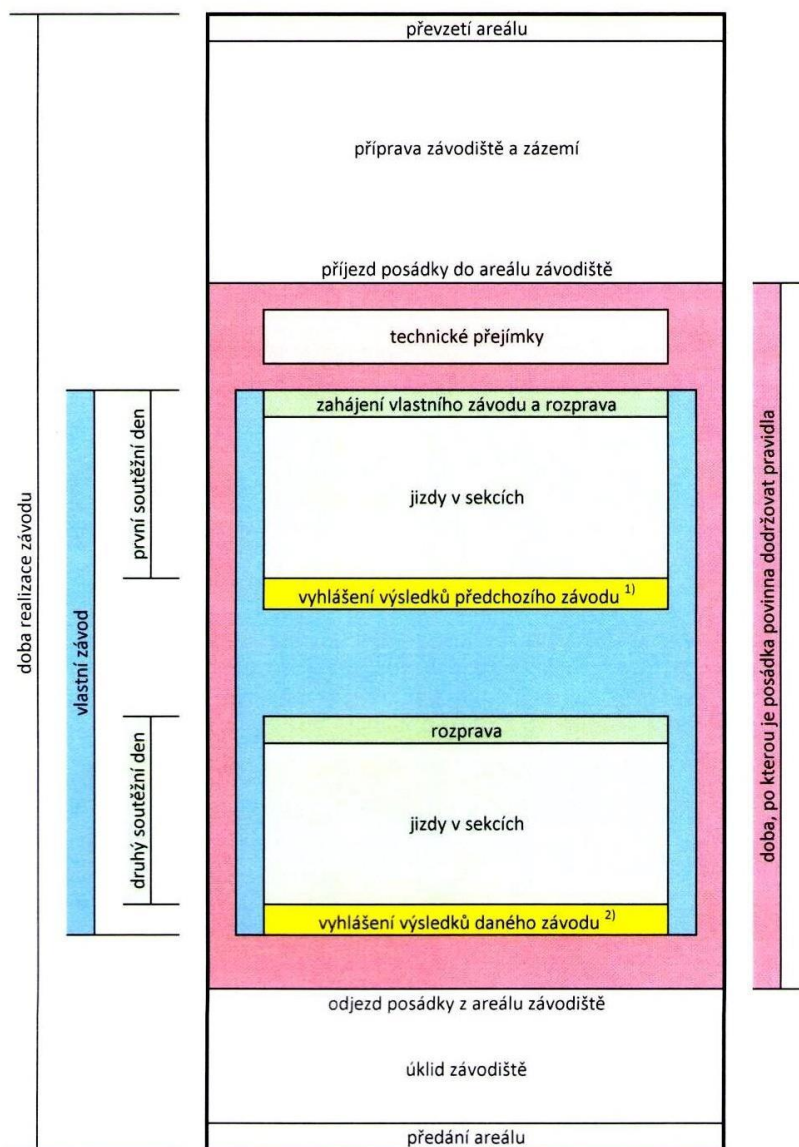 převzetí areálu
příprava závodiště a zázemí
příjezd posádky do areálu závodiště
technické přejímky
zahájení vlastního závodu a rozprava
jizdy v sekcích
vyhlášení výsledků předchozího závodu 1)
rozprava
jizdy v sekcích
vyhlášení výsledků daného závodu 2)
odjezd posádky z areálu závodiště
úklid závodiště
předání areálu
doba realizace závodu
vlastní závod
první soutěžní den
druhý soutěžní den
doba, po kterou je posádka povinna dodržovat pravidla